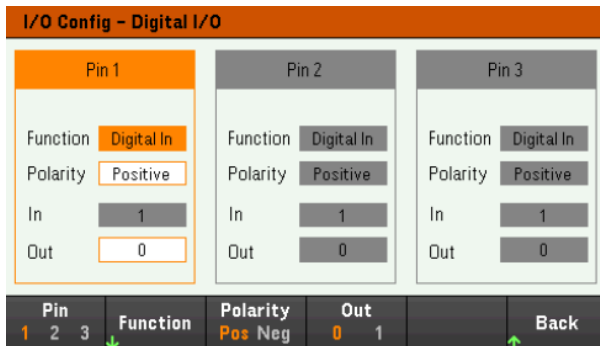 I/O Config – Digital I/O
Pin 1 Pin 2 Pin 3
Function Digital In Function Digital In Function Digital In
Polarity Positive Polarity Positive Polarity Positive
In 1 In 1 In 1
Out 0 Out 0 Out 0
Pin Function Polarity Out Back
1 2 3 Pos Neg 0 1